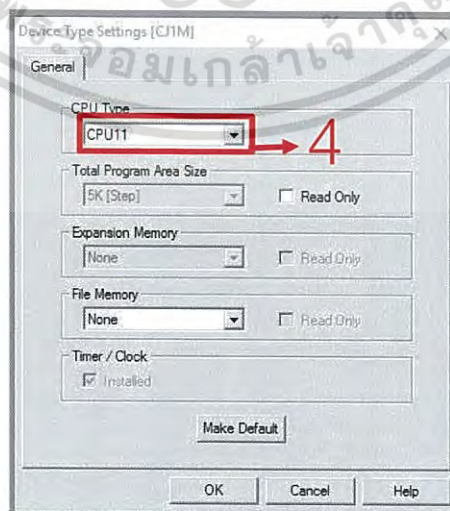 Device Type Settings [CJ1M]
General
CPU Type
CPU11
4
Total Program Area Size
5K [Step]
Read Only
Expansion Memory
None
Read Only
File Memory
None
Read Only
Timer / Clock
Installed
Make Default
OK Cancel Help